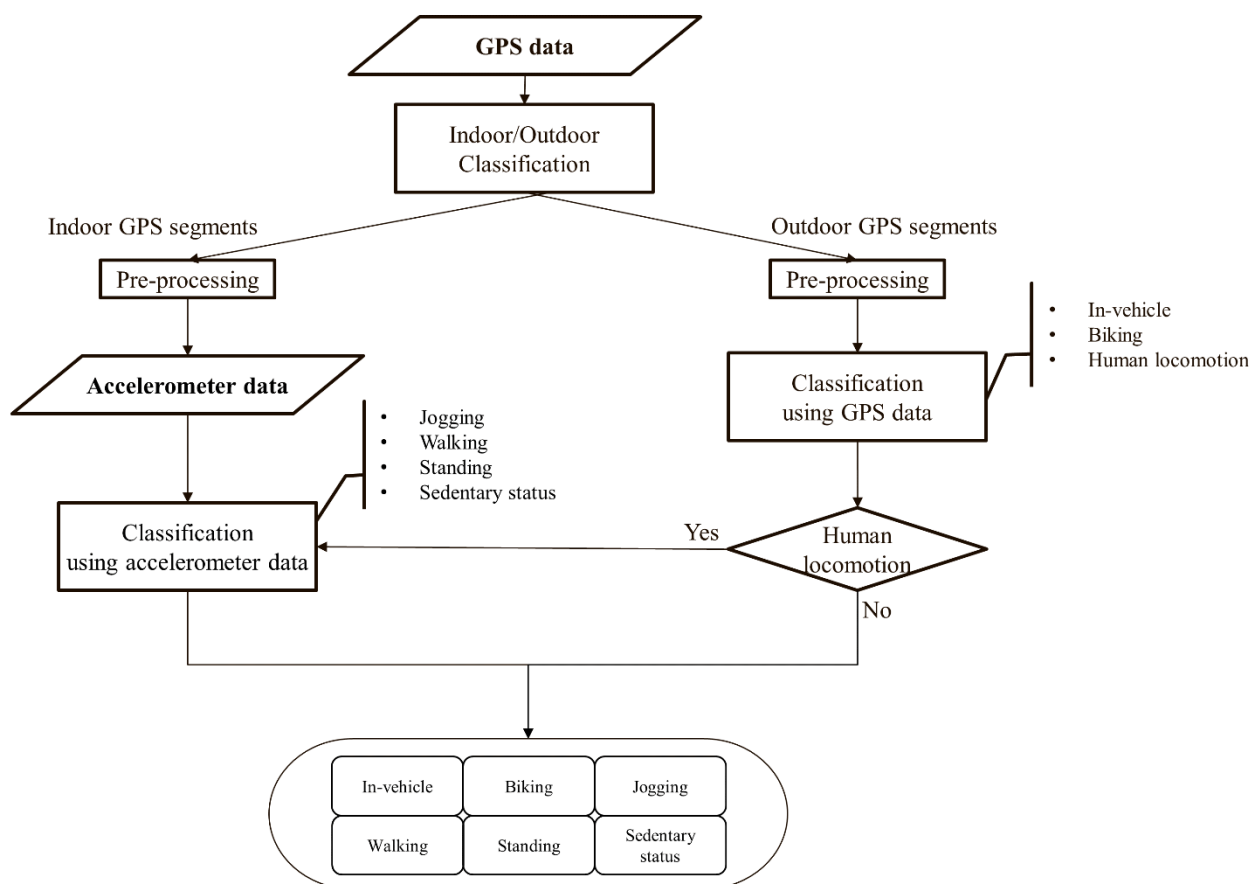 GPS data
Indoor/Outdoor
Classification
Indoor GPS segments
Outdoor GPS segments
Pre-processing
Pre-processing
• In-vehicle
• Biking
• Human locomotion
Accelerometer data
Classification
using GPS data
• Jogging
• Walking
• Standing
• Sedentary status
Classification
using accelerometer data
Yes
Human
locomotion
No
In-vehicle
Biking
Jogging
Walking
Standing
Sedentary
status